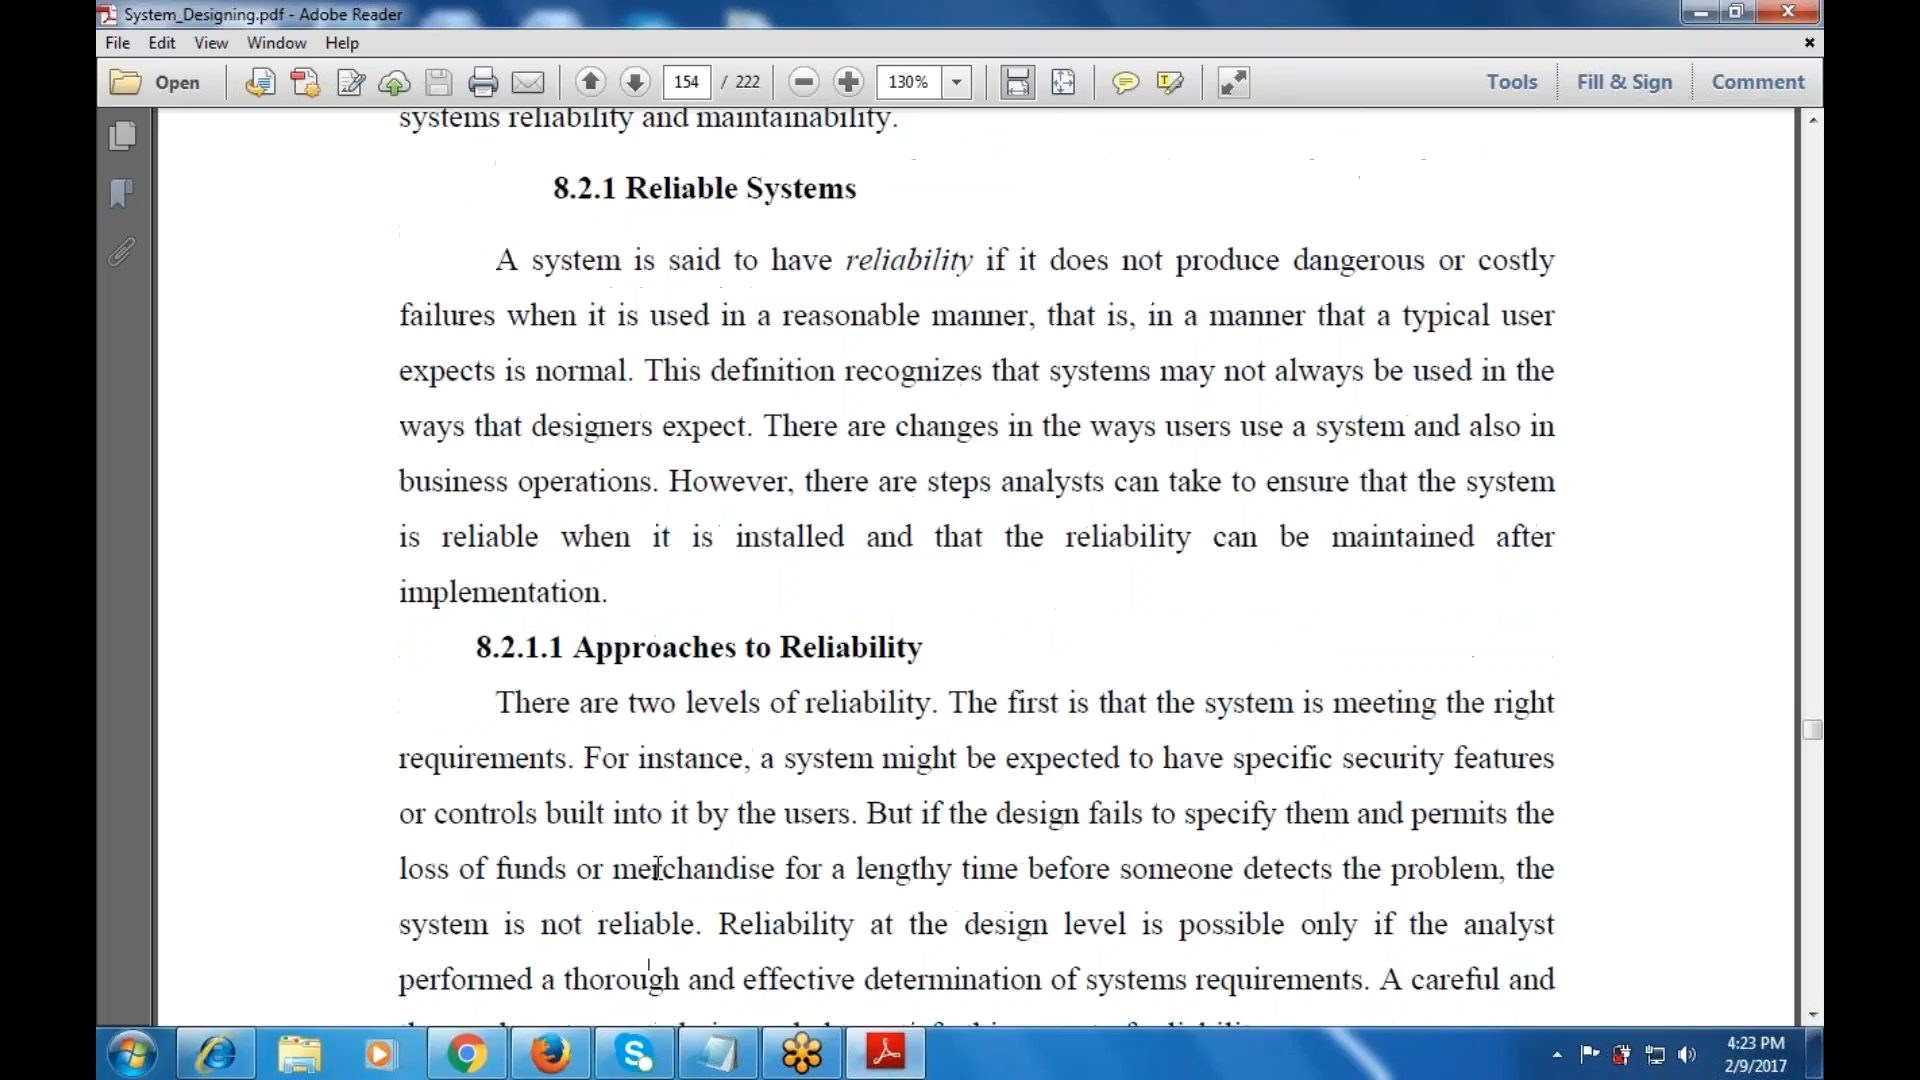 System_Designing.pdf - Adobe Reader
File Edit View Window Help
Open 154 / 222 130% Tools Fill & Sign Comment
systems reliability and maintainability.
8.2.1 Reliable Systems
A system is said to have reliability if it does not produce dangerous or costly
failures when it is used in a reasonable manner, that is, in a manner that a typical user
expects is normal. This definition recognizes that systems may not always be used in the
ways that designers expect. There are changes in the ways users use a system and also in
business operations. However, there are steps analysts can take to ensure that the system
is reliable when it is installed and that the reliability can be maintained after
implementation.
8.2.1.1 Approaches to Reliability
There are two levels of reliability. The first is that the system is meeting the right
requirements. For instance, a system might be expected to have specific security features
or controls built into it by the users. But if the design fails to specify them and permits the
loss of funds or merchandise for a lengthy time before someone detects the problem, the
system is not reliable. Reliability at the design level is possible only if the analyst
performed a thorough and effective determination of systems requirements. A careful and
4:23 PM
2/9/2017